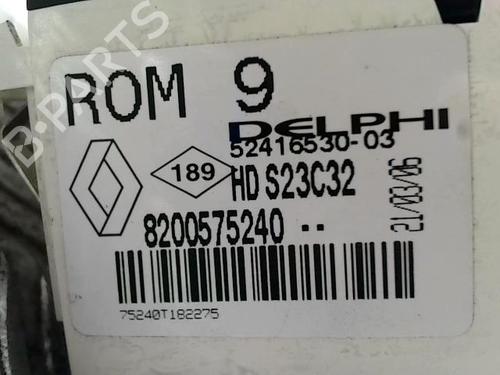 ROM 9
DELPHI
52416530-03
189
HD S23C32
21/03/06
8200575240 --
75240T182275
B-PARTS